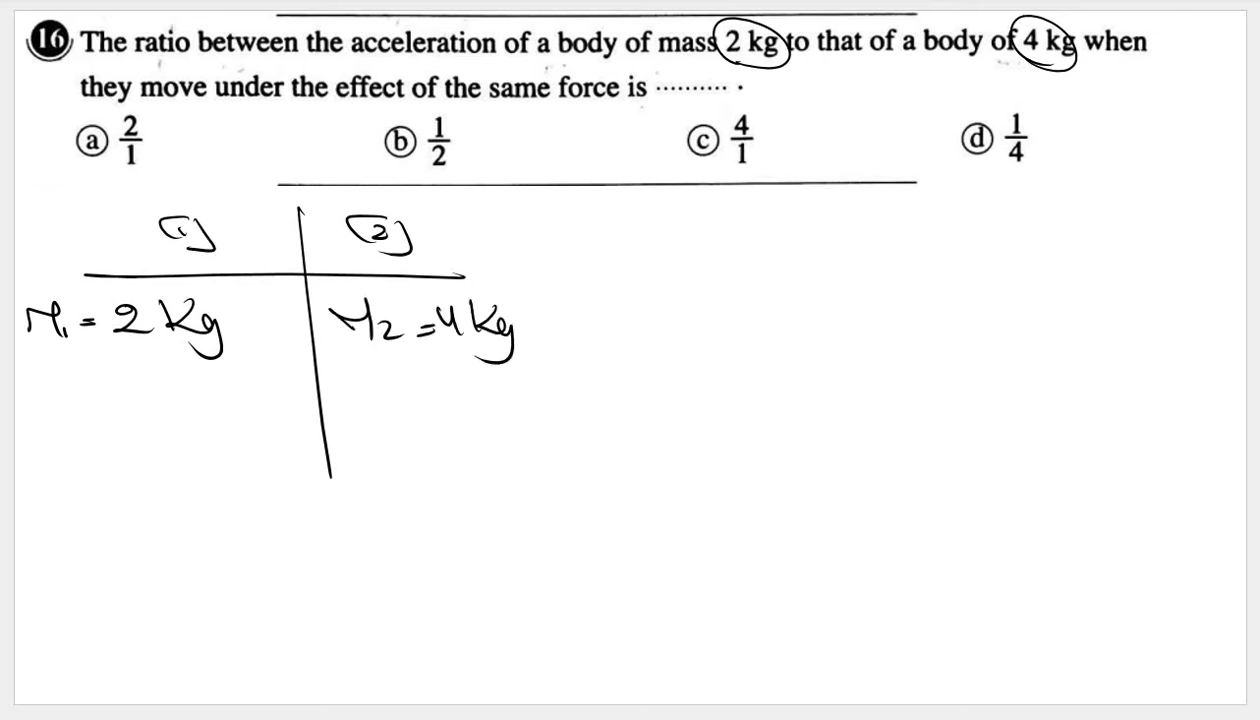 16 The ratio between the acceleration of a body of mass 2 kg to that of a body of 4 kg when
they move under the effect of the same force is .......... .
a 2/1 b 1/2 c 4/1 d 1/4
(1) (2)
M₁ = 2 Kg M₂ = 4 Kg